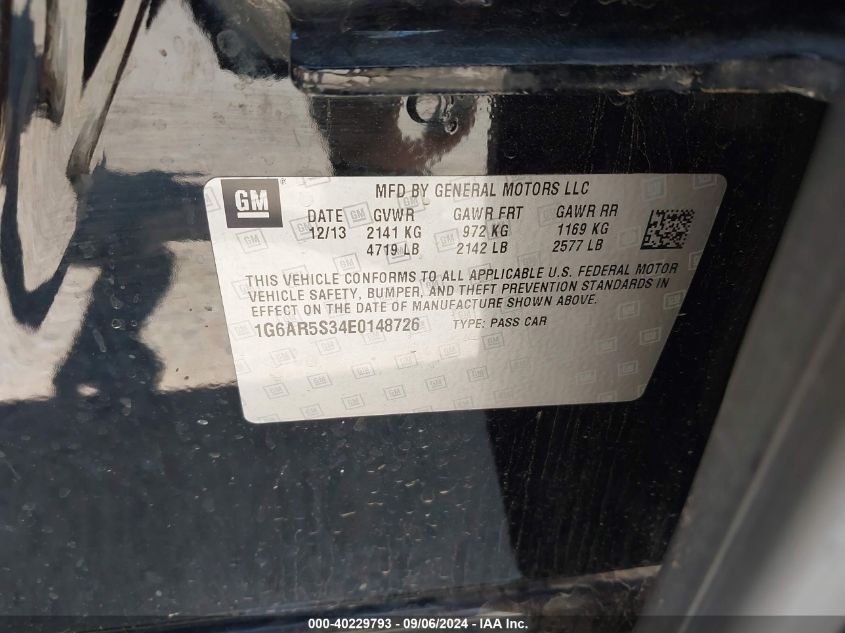 GM ® MFD BY GENERAL MOTORS LLC
DATE GVWR GAWR FRT GAWR RR
12/13 2141 KG 972 KG 1169 KG
4719 LB 2142 LB 2577 LB
THIS VEHICLE CONFORMS TO ALL APPLICABLE U.S. FEDERAL MOTOR
VEHICLE SAFETY, BUMPER, AND THEFT PREVENTION STANDARDS IN
EFFECT ON THE DATE OF MANUFACTURE SHOWN ABOVE.
1G6AR5S34E0148726 TYPE: PASS CAR
000-40229793 - 09/06/2024 - IAA Inc.